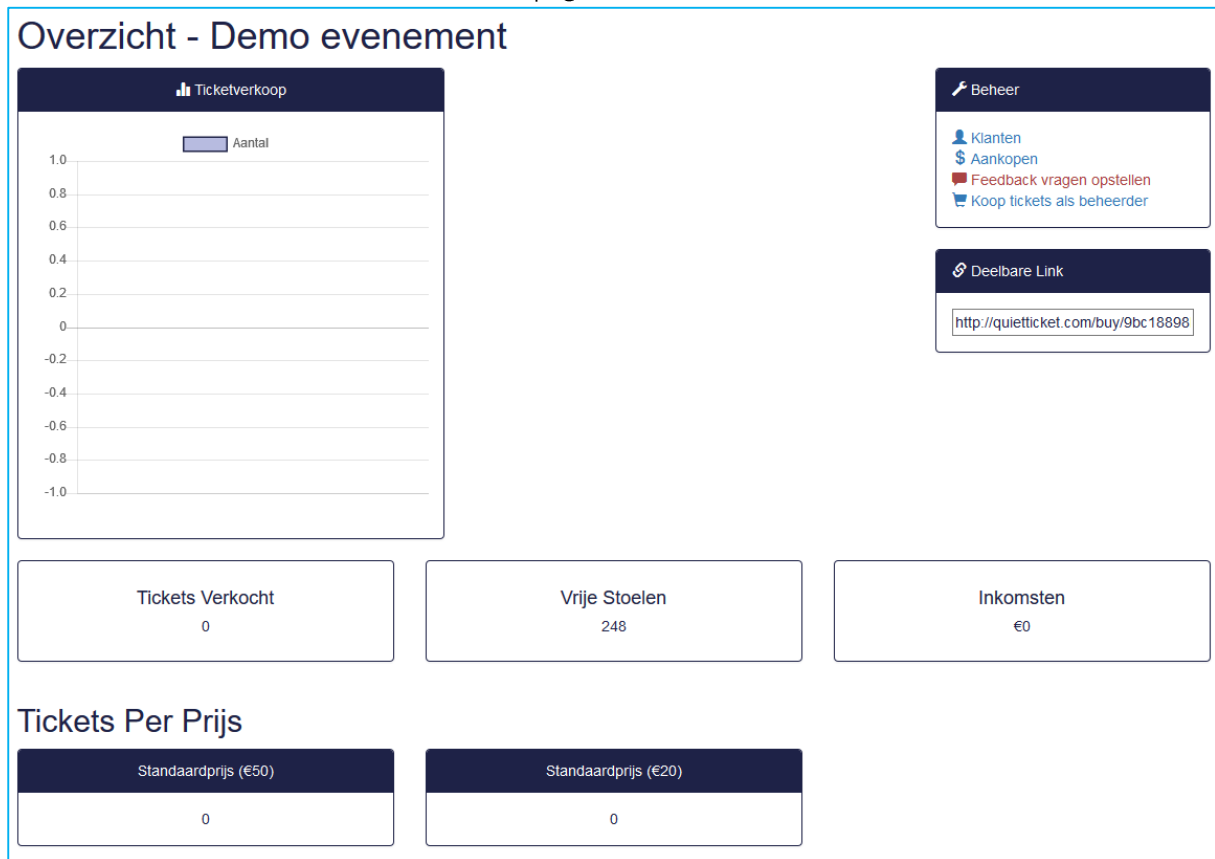 Overzicht - Demo evenement
Ticketverkoop
Aantal
1.0
0.8
0.6
0.4
0.2
0
-0.2
-0.4
-0.6
-0.8
-1.0
Beheer
Klanten
Aankopen
Feedback vragen opstellen
Koop tickets als beheerder
Deelbare Link
http://quietticket.com/buy/9bc18898
Tickets Verkocht
0
Vrije Stoelen
248
Inkomsten
€0
Tickets Per Prijs
Standaardprijs (€50)
0
Standaardprijs (€20)
0